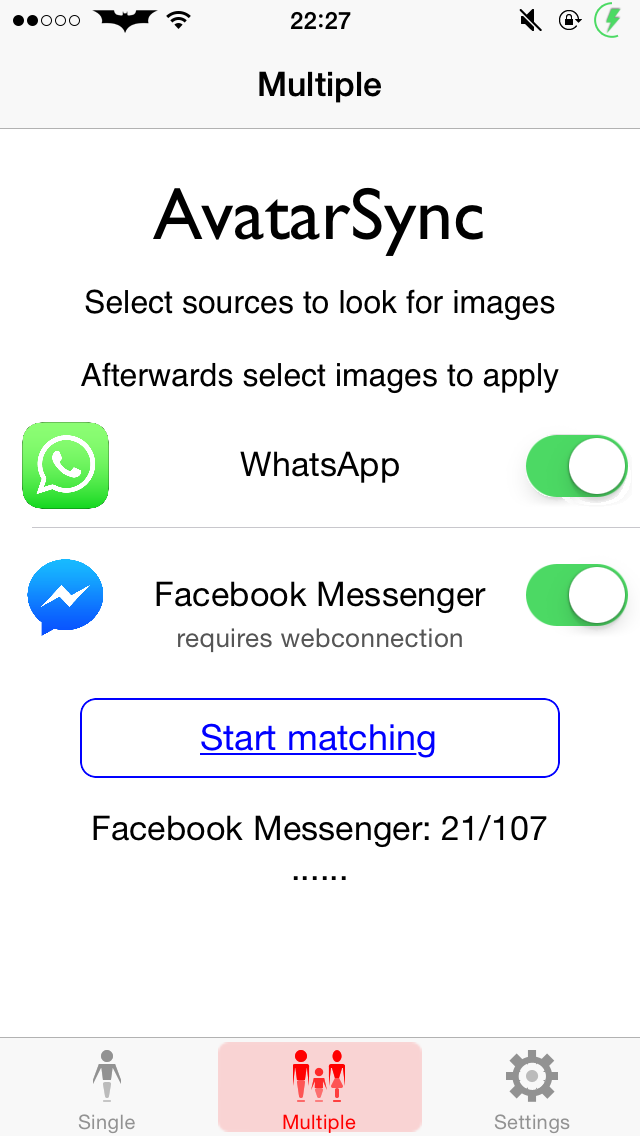 22:27
Multiple
AvatarSync
Select sources to look for images
Afterwards select images to apply
WhatsApp
Facebook Messenger
requires webconnection
Start matching
Facebook Messenger: 21/107
......
Single
Multiple
Settings